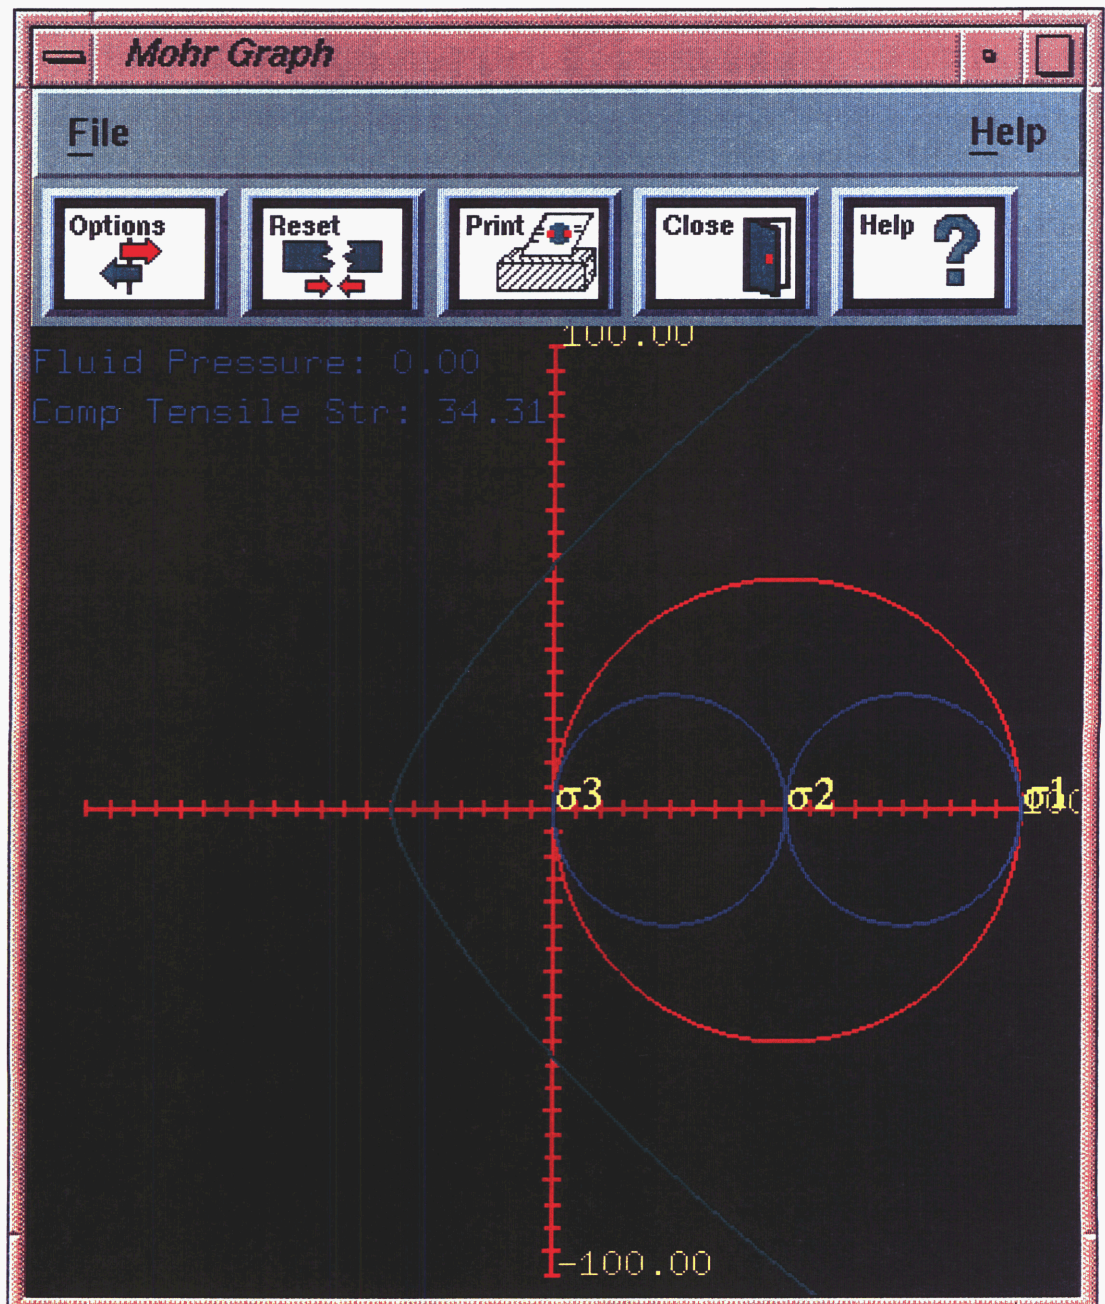 Mohr Graph
File Help
Options Reset Print Close Help
100.00
Fluid Pressure: 0.00
Comp Tensile Str: 34.31
σ3 σ2 σ1
-100.00